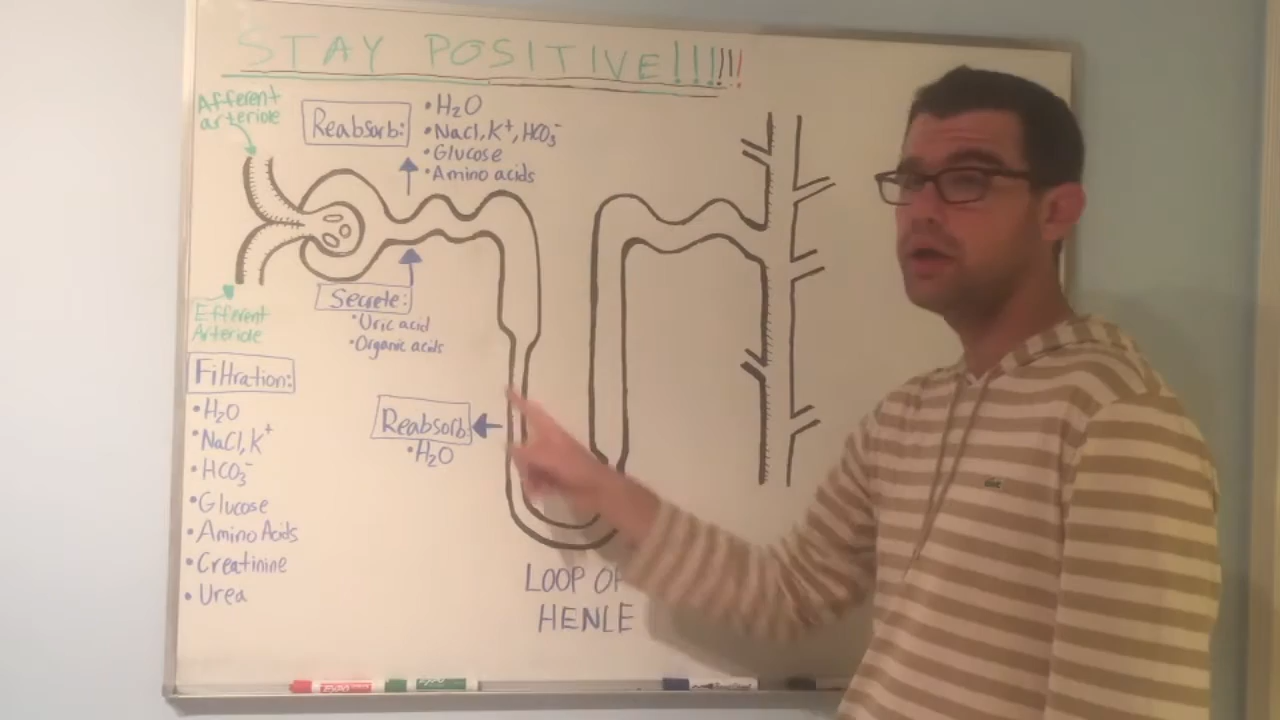 STAY POSITIVE!!!!!!!
Afferent
arteriole
Reabsorb:
• H₂O
• NaCl, K⁺, HCO₃⁻
• Glucose
• Amino acids
Efferent
Arteriole
Secrete:
• Uric acid
• Organic acids
Filtration:
• H₂O
• NaCl, K⁺
• HCO₃⁻
• Glucose
• Amino Acids
• Creatinine
• Urea
Reabsorb
• H₂O
LOOP OF
HENLE
EXPO